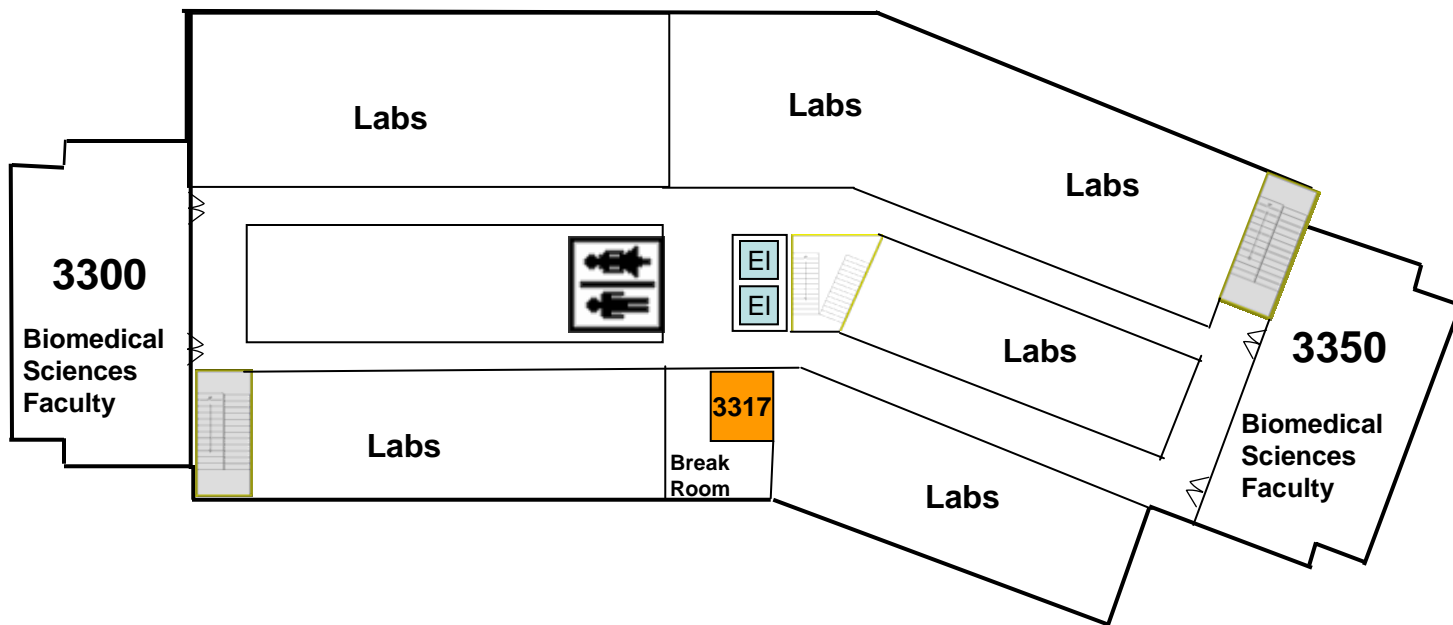 Labs
Labs
Labs
3300
Biomedical
Sciences
Faculty
El
El
Labs
3350
Biomedical
Sciences
Faculty
Labs
3317
Break
Room
Labs